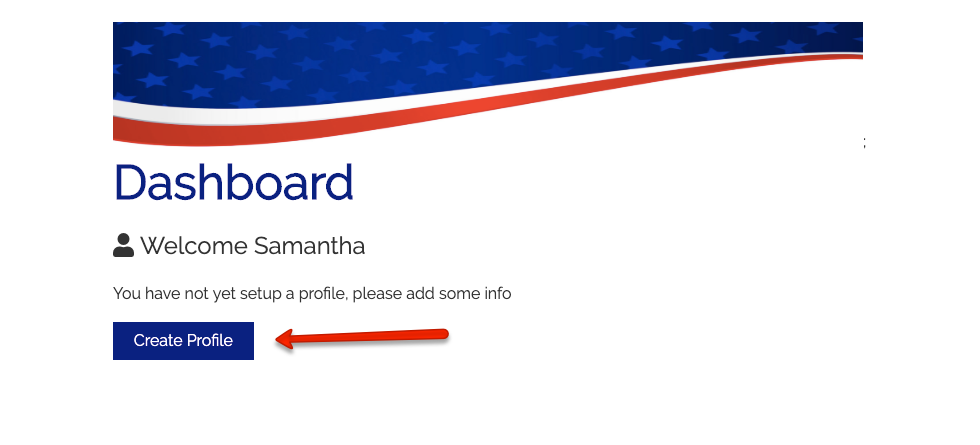 ;
Dashboard
Welcome Samantha
You have not yet setup a profile, please add some info
Create Profile